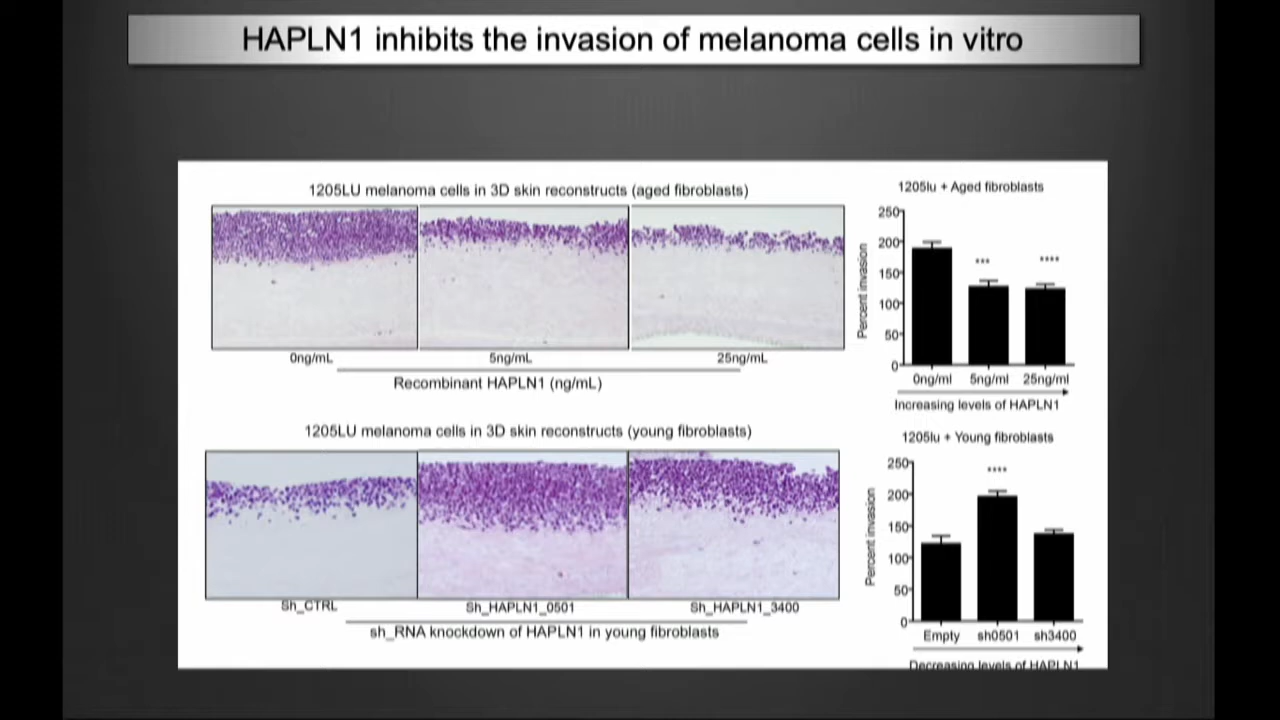 HAPLN1 inhibits the invasion of melanoma cells in vitro
1205LU melanoma cells in 3D skin reconstructs (aged fibroblasts)
0ng/mL 5ng/mL 25ng/mL
Recombinant HAPLN1 (ng/mL)
1205lu + Aged fibroblasts
Percent invasion
250
200
150
100
50
0
*** ****
0ng/ml 5ng/ml 25ng/ml
Increasing levels of HAPLN1
1205LU melanoma cells in 3D skin reconstructs (young fibroblasts)
Sh_CTRL Sh_HAPLN1_0501 Sh_HAPLN1_3400
sh_RNA knockdown of HAPLN1 in young fibroblasts
1205lu + Young fibroblasts
Percent invasion
250
200
150
100
50
0
****
Empty sh0501 sh3400
Decreasing levels of HAPLN1